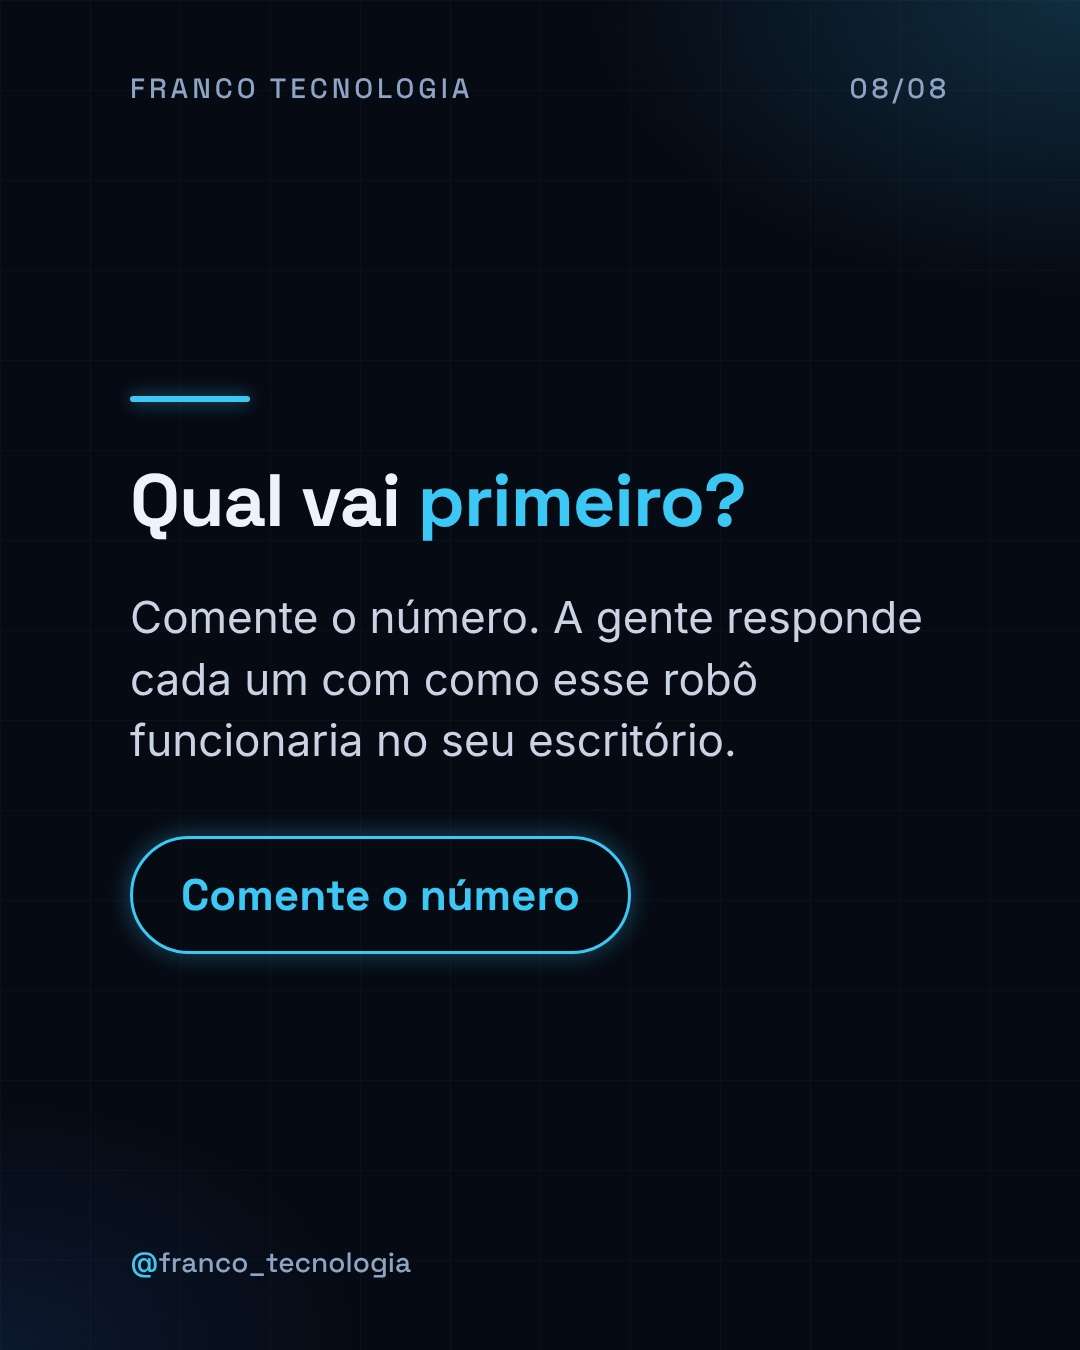 FRANCO TECNOLOGIA 08/08
Qual vai primeiro?
Comente o número. A gente responde
cada um com como esse robô
funcionaria no seu escritório.
Comente o número
@franco_tecnologia